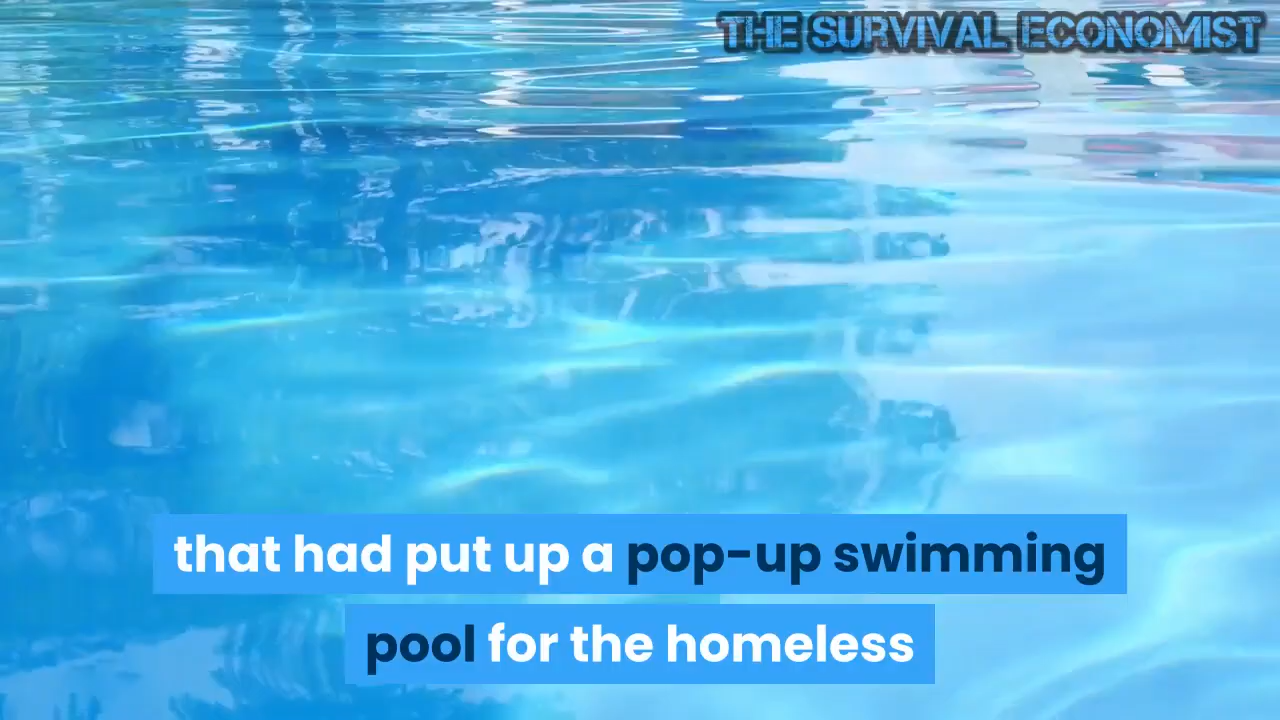 THE SURVIVAL ECONOMIST
that had put up a pop-up swimming
pool for the homeless